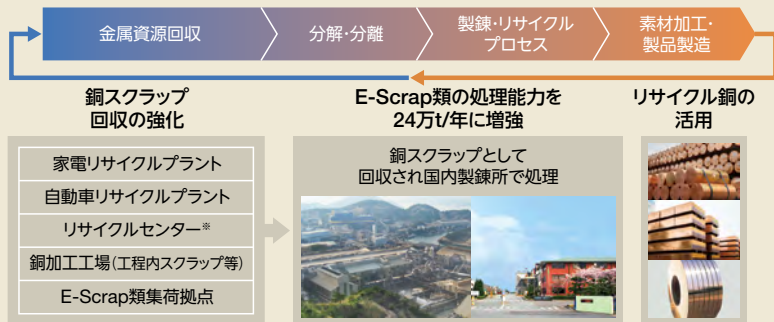 金属資源回収
分解・分離
製錬・リサイクル
プロセス
素材加工・
製品製造
銅スクラップ
回収の強化
家電リサイクルプラント
自動車リサイクルプラント
リサイクルセンター※
銅加工工場(工程内スクラップ等)
E-Scrap類集荷拠点
E-Scrap類の処理能力を
24万t/年に増強
銅スクラップとして
回収され国内製錬所で処理
リサイクル銅の
活用